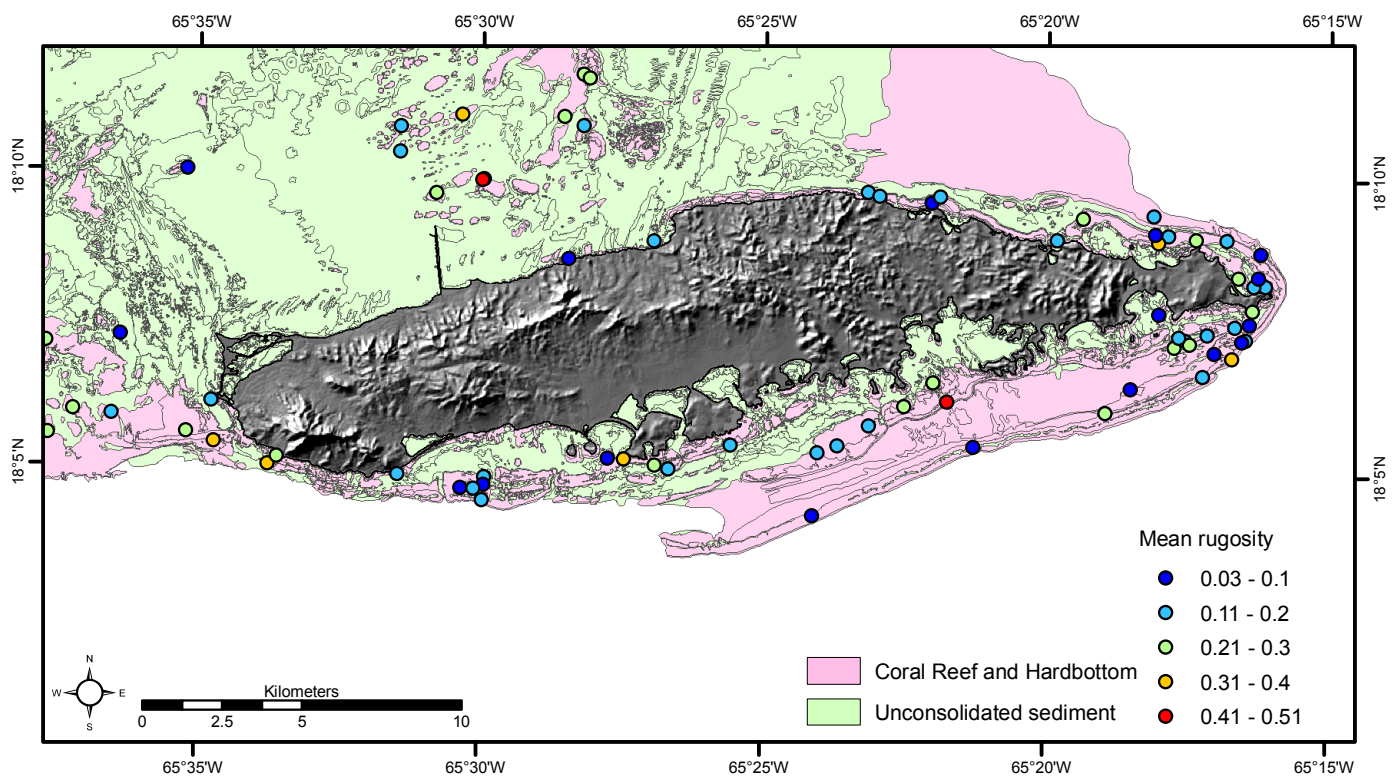 65°35'W 65°30'W 65°25'W 65°20'W 65°15'W
18°10'N
18°10'N
18°5'N
18°5'N
Mean rugosity
0.03 - 0.1
0.11 - 0.2
0.21 - 0.3
0.31 - 0.4
0.41 - 0.51
Coral Reef and Hardbottom
Unconsolidated sediment
N
W E
S
Kilometers
0 2.5 5 10
65°35'W 65°30'W 65°25'W 65°20'W 65°15'W